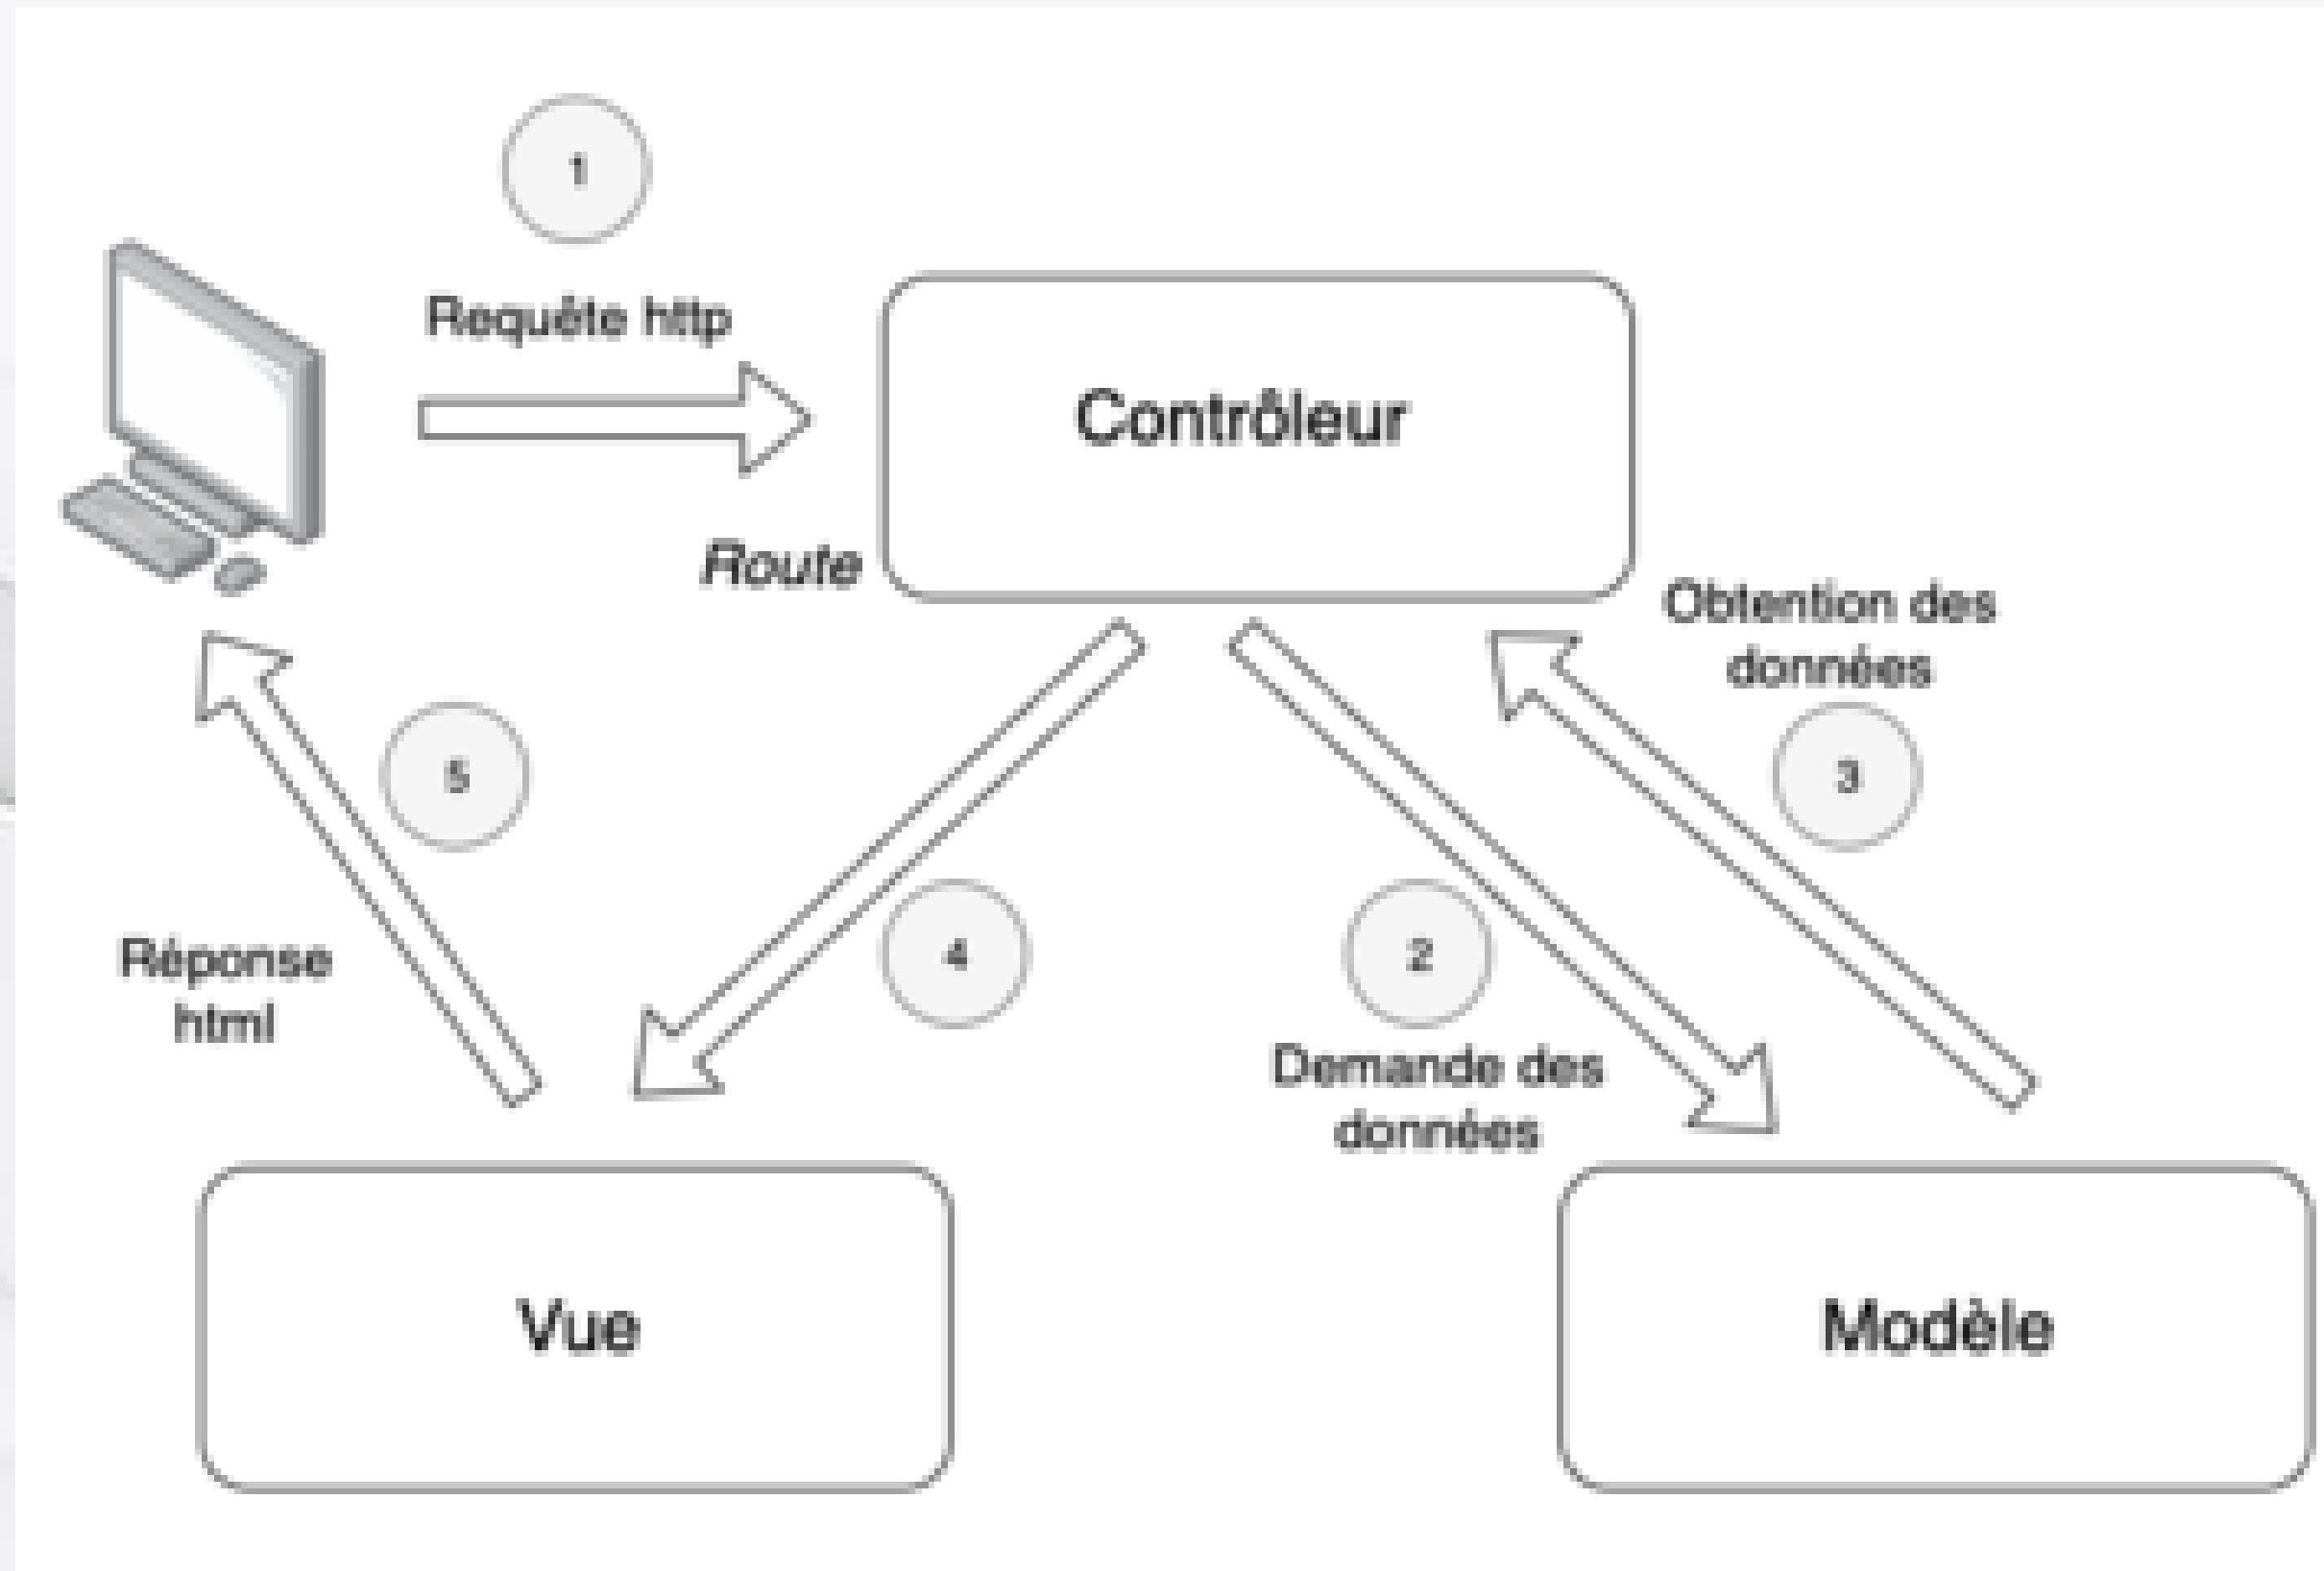 1
Requête http
Contrôleur
Route
Obtention des
données
5
3
4
2
Réponse
html
Demande des
données
Vue
Modèle